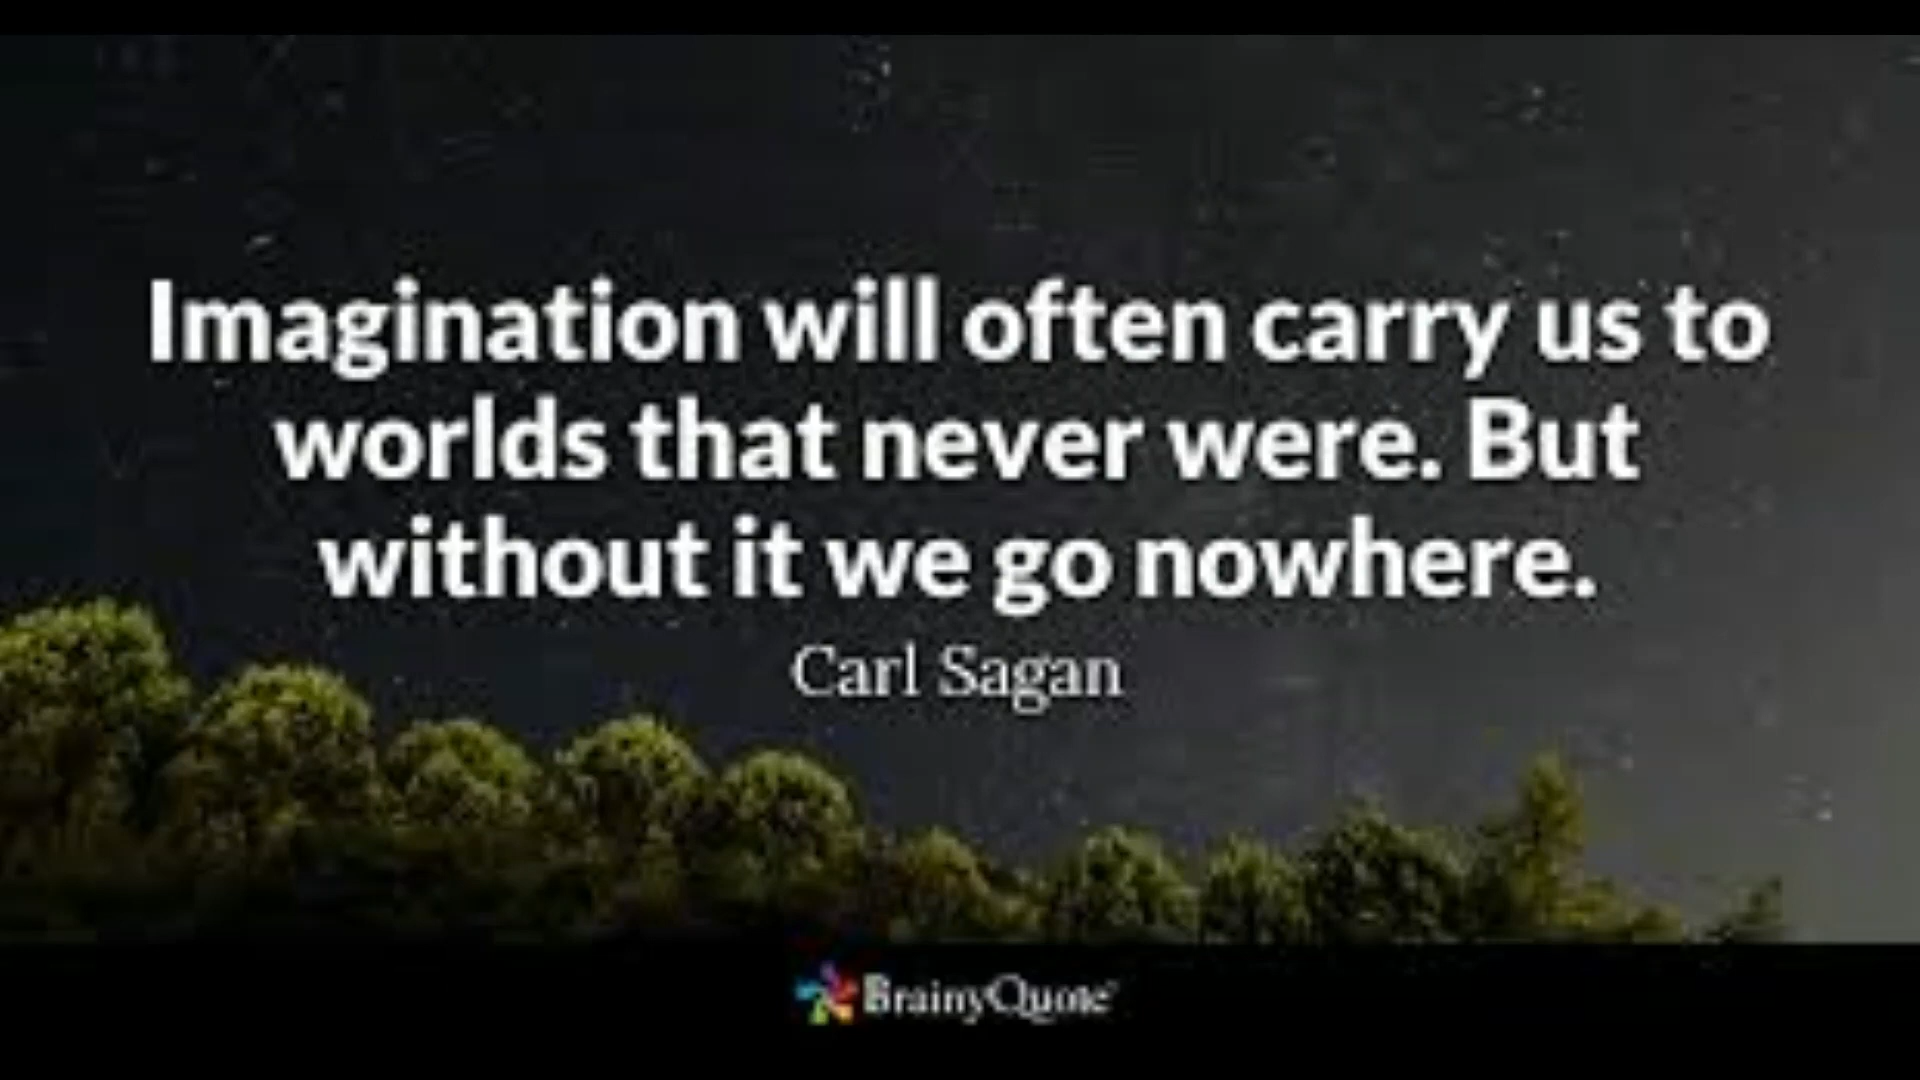 Imagination will often carry us to
worlds that never were. But
without it we go nowhere.
Carl Sagan
BrainyQuote